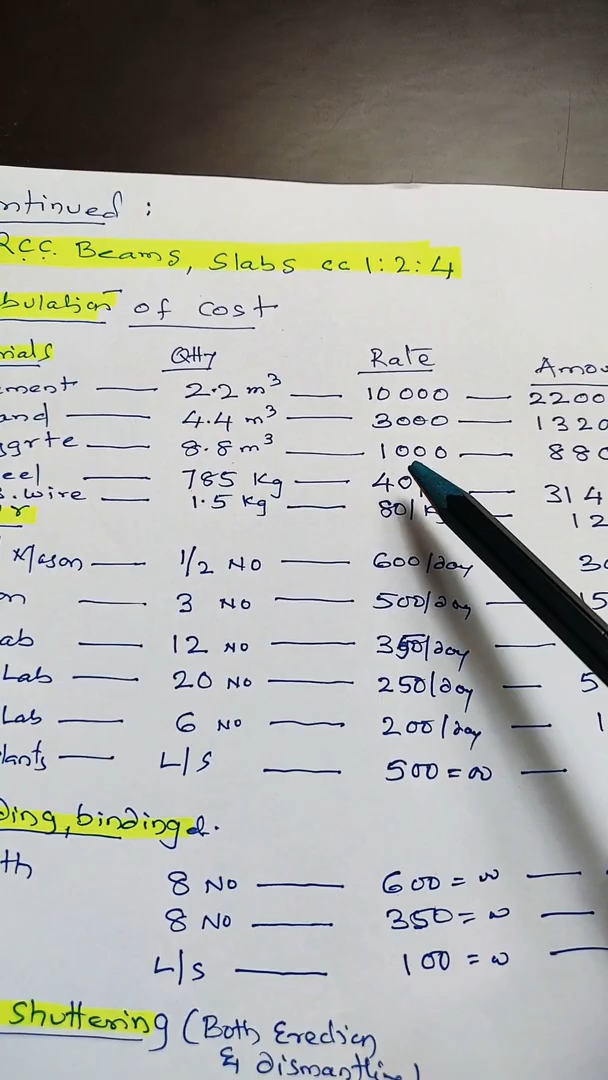 ntinued :
RCC. Beams, Slabs cc 1:2:4
bulation of cost
rials Qtty Rate Amou
ement — 2.2 m³ — 10000 — 2200
and — 4.4 m³ — 3000 — 1320
ggrte — 8.8 m³ — 1000 — 880
eel — 785 Kg — 40 — 314
s.wire — 1.5 Kg — 80/K — 12
r
Mason — 1/2 NO — 600/day 30
on — 3 NO — 500/day — 15
ab — 12 NO — 350/day —
Lab — 20 NO — 250/day — 5
Lab — 6 NO — 200/day — 1
lants — L/S — 500=00 —
ding, binding &.
th
8 NO — 600=00 —
8 NO — 350=00 —
L/S — 100=00 —
shuttering (Both Erection
& dismantling)